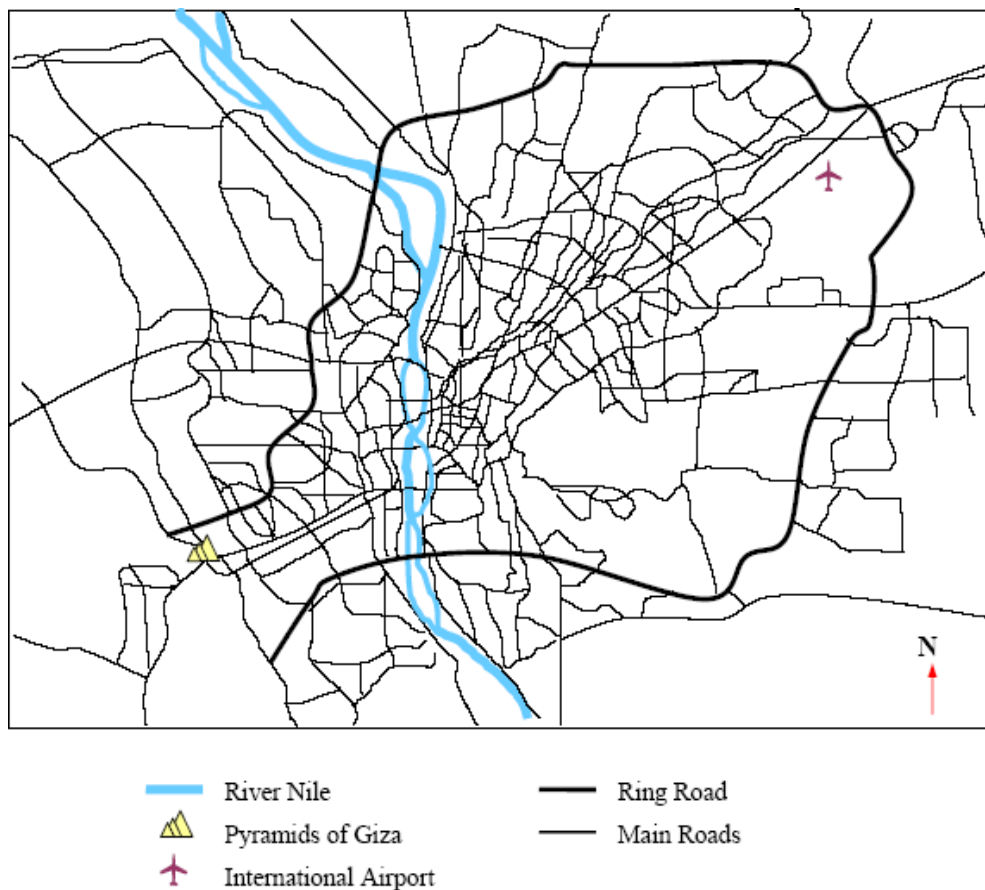 N
River Nile
Ring Road
Pyramids of Giza
Main Roads
International Airport